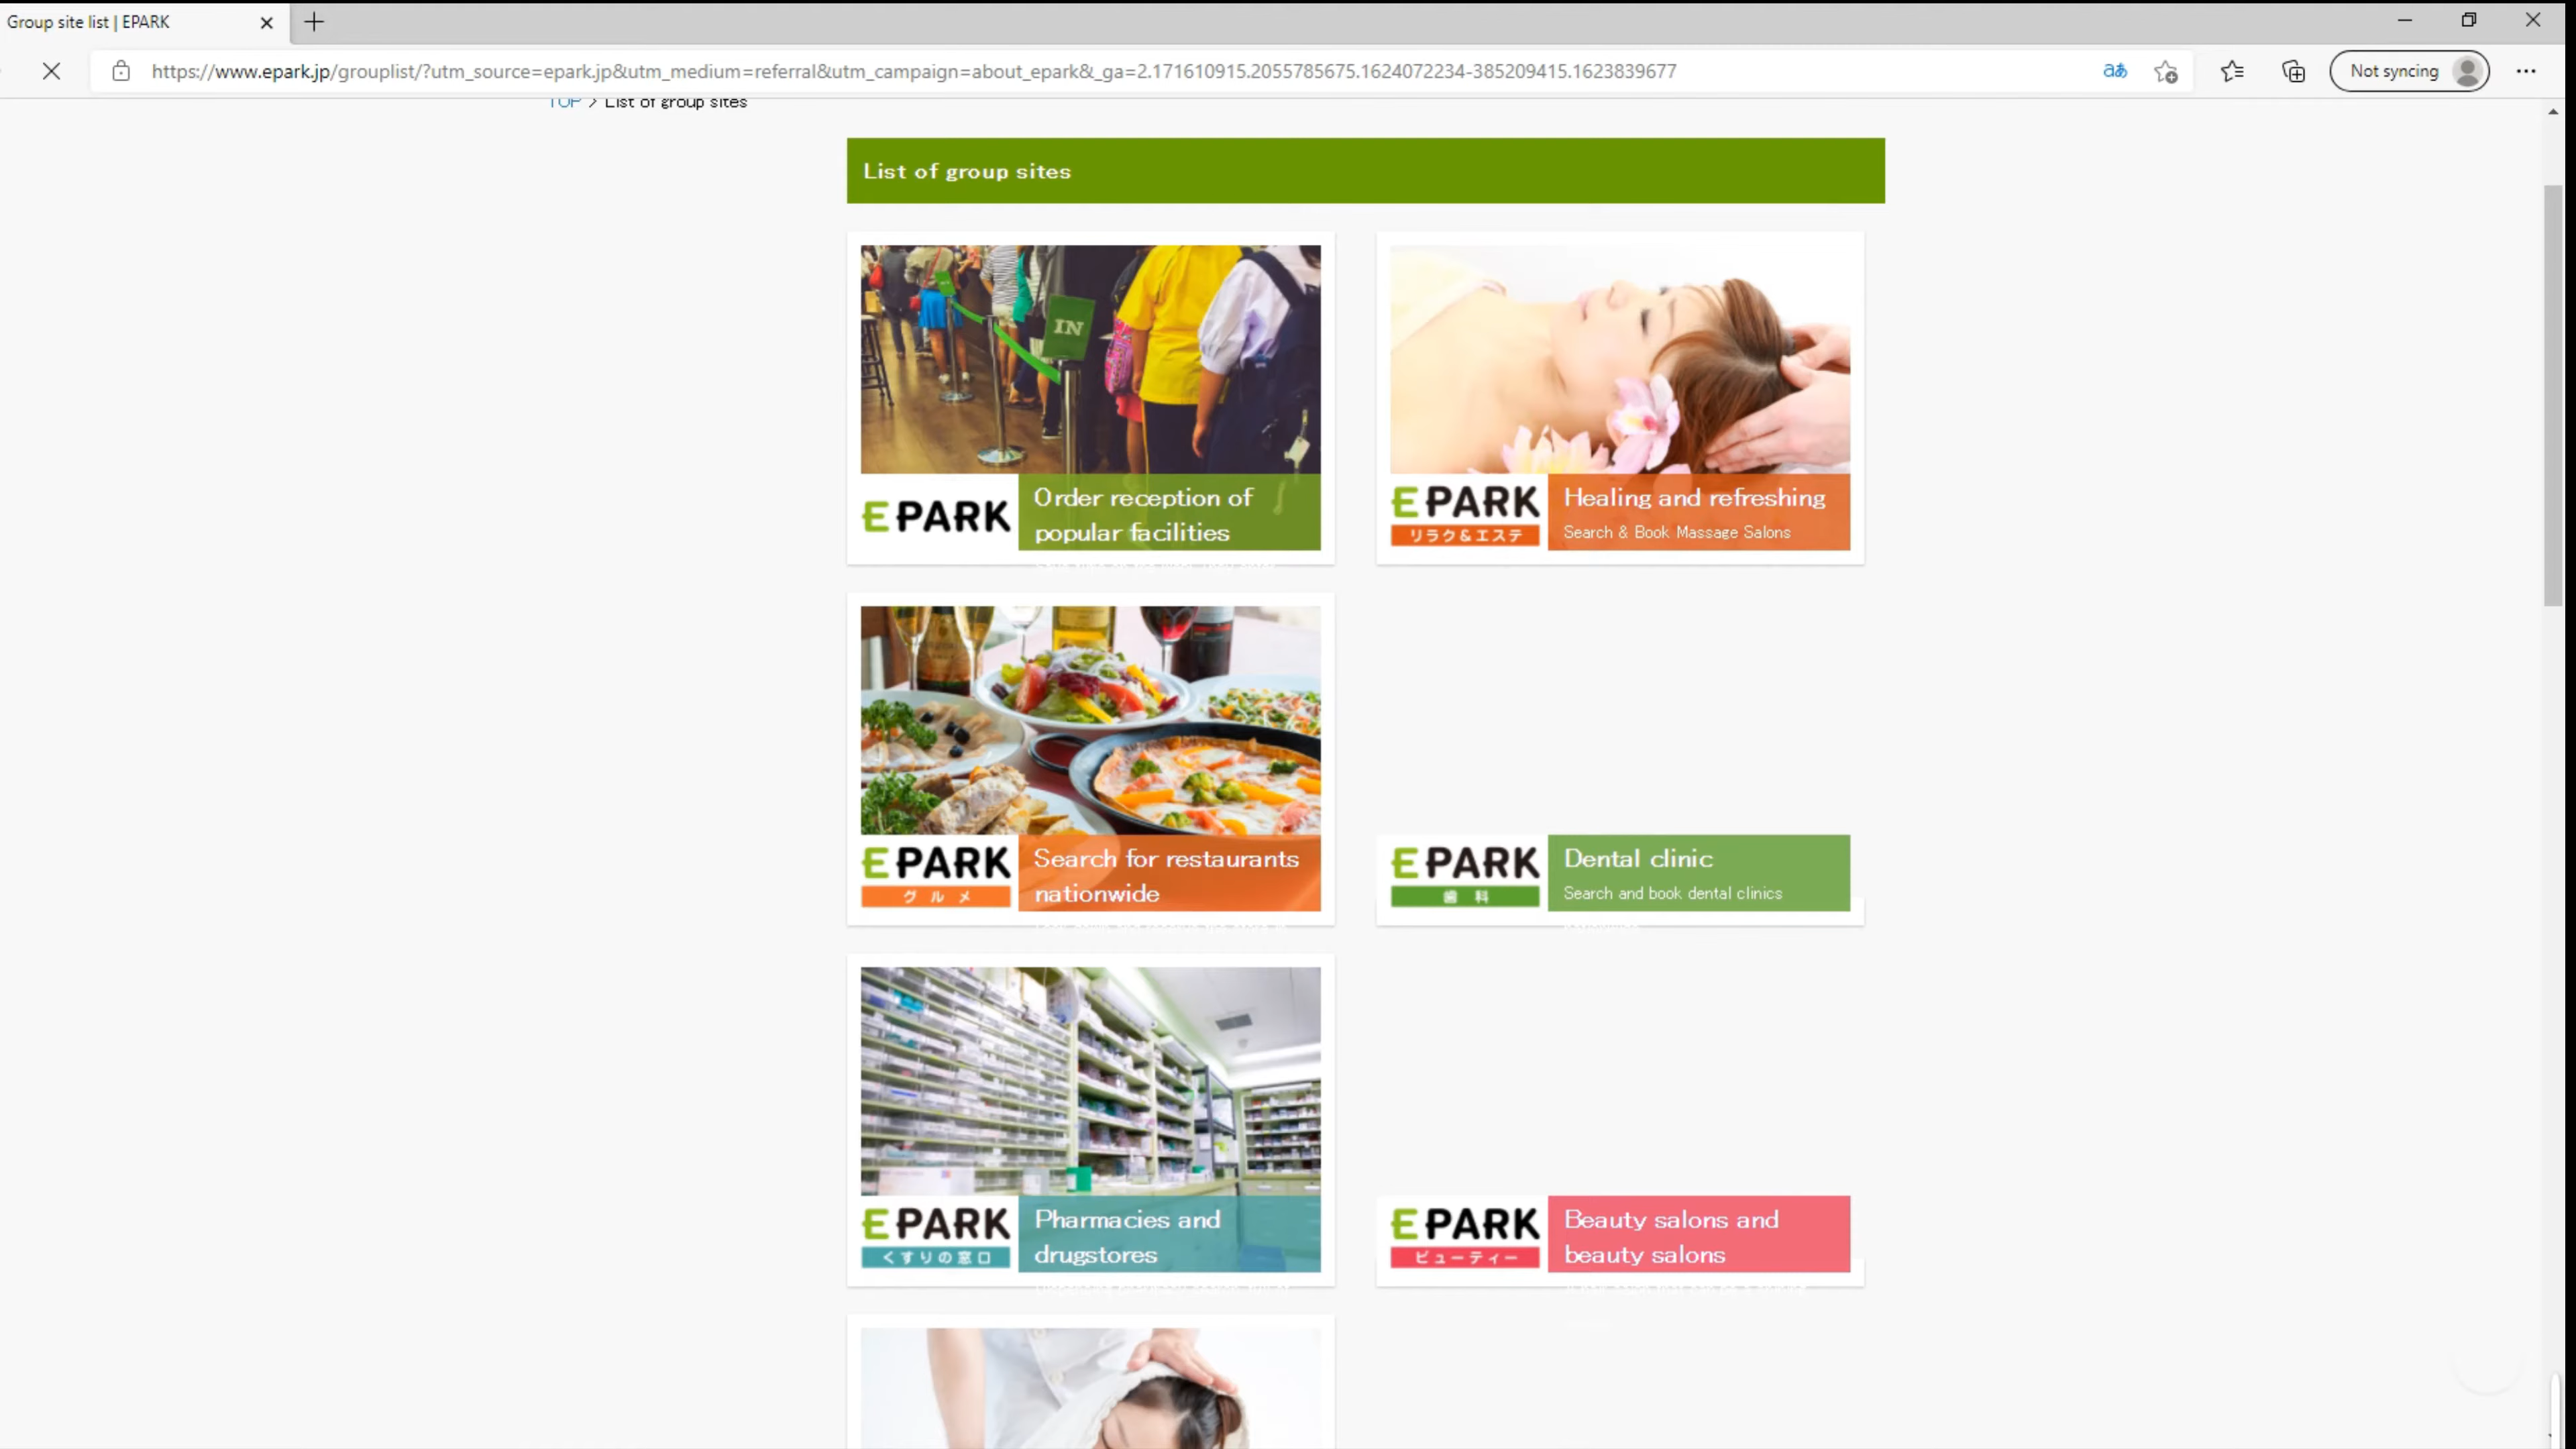 Group site list | EPARK
https://www.epark.jp/grouplist/?utm_source=epark.jp&utm_medium=referral&utm_campaign=about_epark&_ga=2.171610915.2055785675.1624072234-385209415.1623839677
aあ
Not syncing
TOP > List of group sites
List of group sites
IN
EPARK
Order reception of
popular facilities
EPARK
リラク&エステ
Healing and refreshing
Search & Book Massage Salons
EPARK
グルメ
Search for restaurants
nationwide
EPARK
歯科
Dental clinic
Search and book dental clinics
EPARK
くすりの窓口
Pharmacies and
drugstores
EPARK
ビューティー
Beauty salons and
beauty salons